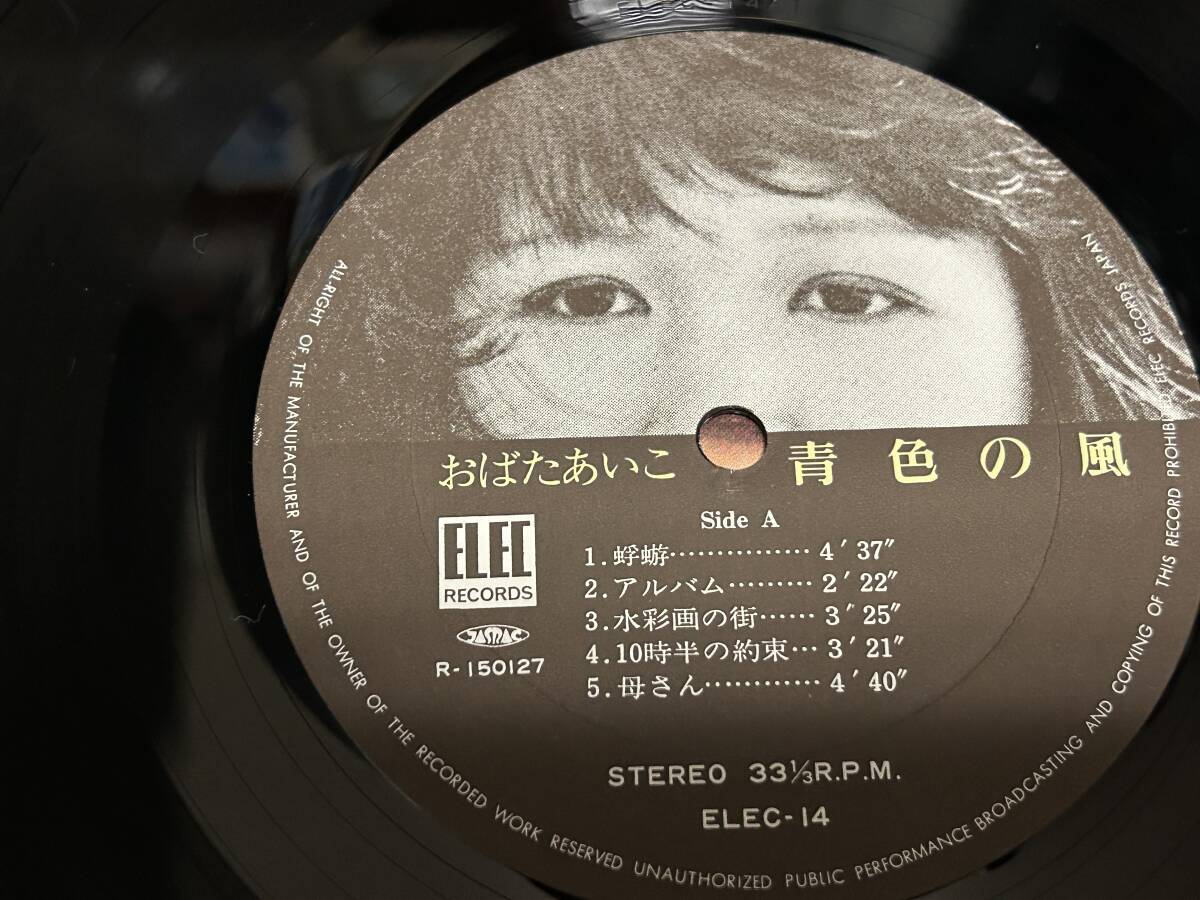 おばたあいこ 青色の風
Side A
1.蜉蝣……………4′37″
2.アルバム………2′22″
3.水彩画の街……3″25″
4.10時半の約束…3′21″
5.母さん…………4′40″
ELEC
RECORDS
JASRAC
R-150127
STEREO 33⅓R.P.M.
ELEC-14
ALL RIGHT OF THE MANUFACTURER AND OF THE OWNER OF THE RECORDED WORK RESERVED UNAUTHORIZED PUBLIC PERFORMANCE BROADCASTING AND COPYING OF THIS RECORD PROHIBITED ELEC RECORDS JAPAN